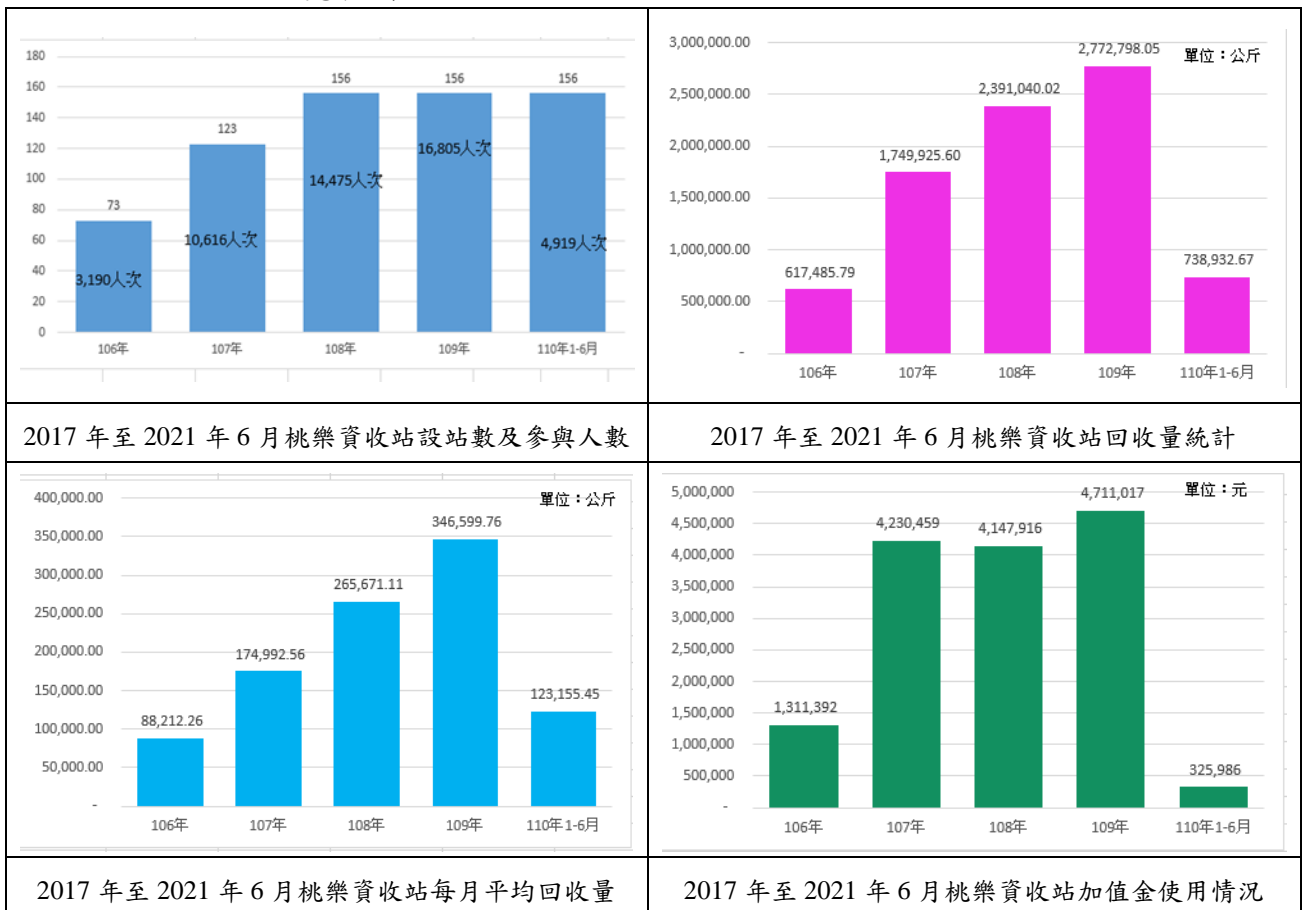 180
160
140
120
100
80
60
40
20
0
73
123
156
156
156
3,190人次
10,616人次
14,475人次
16,805人次
4,919人次
106年
107年
108年
109年
110年1-6月
2017 年至 2021 年 6 月桃樂資收站設站數及參與人數
3,000,000.00
2,500,000.00
2,000,000.00
1,500,000.00
1,000,000.00
500,000.00
-
單位：公斤
617,485.79
1,749,925.60
2,391,040.02
2,772,798.05
738,932.67
106年
107年
108年
109年
110年1-6月
2017 年至 2021 年 6 月桃樂資收站回收量統計
400,000.00
350,000.00
300,000.00
250,000.00
200,000.00
150,000.00
100,000.00
50,000.00
-
單位：公斤
88,212.26
174,992.56
265,671.11
346,599.76
123,155.45
106年
107年
108年
109年
110年1-6月
2017 年至 2021 年 6 月桃樂資收站每月平均回收量
5,000,000
4,500,000
4,000,000
3,500,000
3,000,000
2,500,000
2,000,000
1,500,000
1,000,000
500,000
-
單位：元
1,311,392
4,230,459
4,147,916
4,711,017
325,986
106年
107年
108年
109年
110年1-6月
2017 年至 2021 年 6 月桃樂資收站加值金使用情況